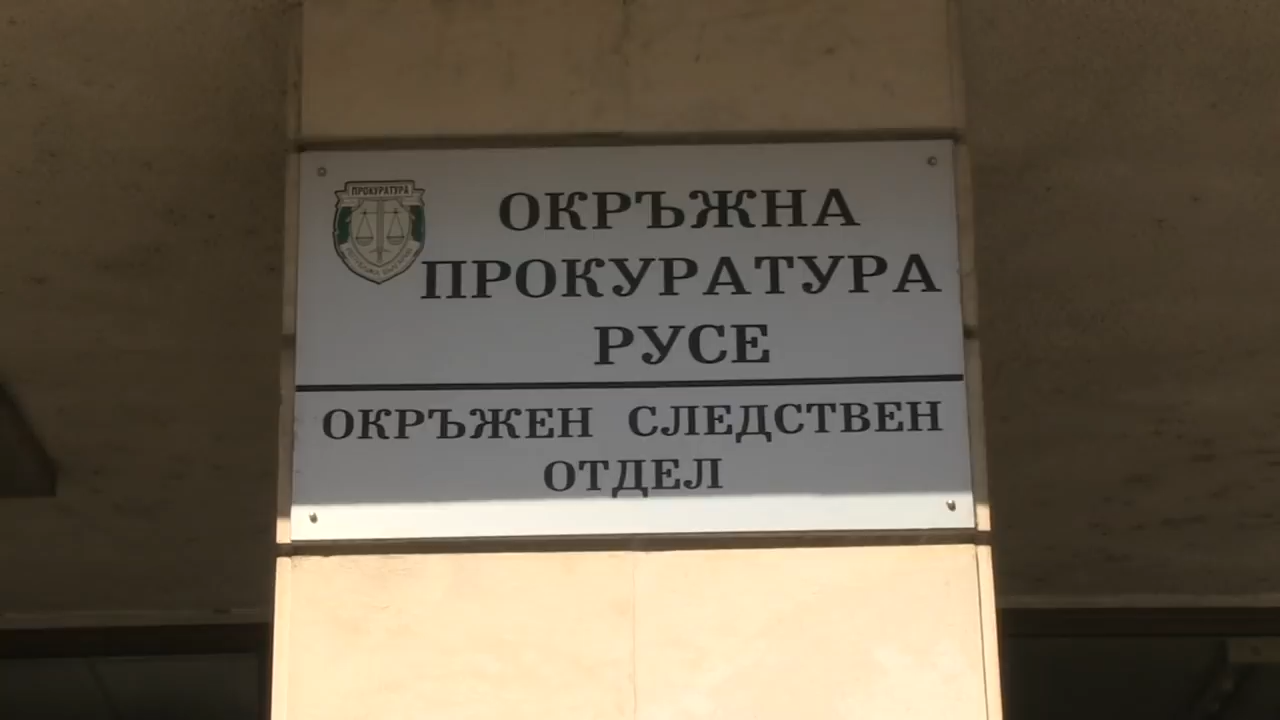 ПРОКУРАТУРА
ОКРЪЖНА
ПРОКУРАТУРА
РУСЕ
ОКРЪЖЕН СЛЕДСТВЕН
ОТДЕЛ